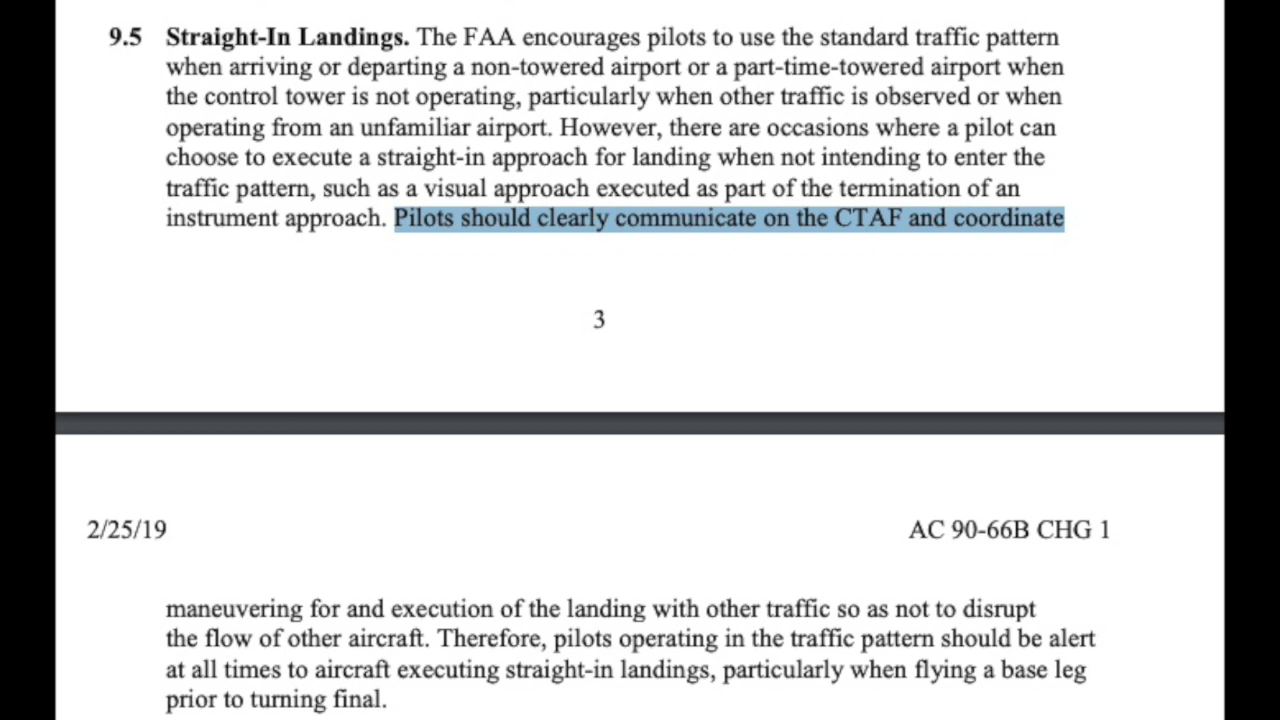 9.5 Straight-In Landings. The FAA encourages pilots to use the standard traffic pattern
when arriving or departing a non-towered airport or a part-time-towered airport when
the control tower is not operating, particularly when other traffic is observed or when
operating from an unfamiliar airport. However, there are occasions where a pilot can
choose to execute a straight-in approach for landing when not intending to enter the
traffic pattern, such as a visual approach executed as part of the termination of an
instrument approach. Pilots should clearly communicate on the CTAF and coordinate
3
2/25/19 AC 90-66B CHG 1
maneuvering for and execution of the landing with other traffic so as not to disrupt
the flow of other aircraft. Therefore, pilots operating in the traffic pattern should be alert
at all times to aircraft executing straight-in landings, particularly when flying a base leg
prior to turning final.